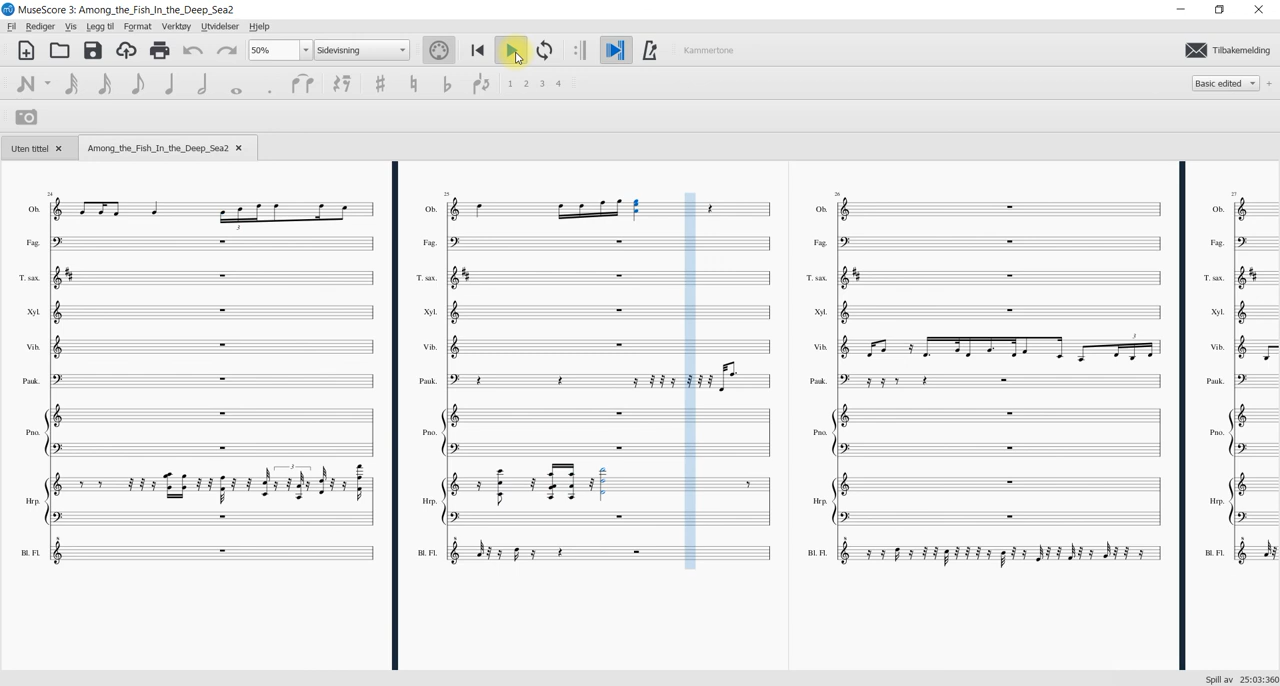 MuseScore 3: Among_the_Fish_In_the_Deep_Sea2
Fil Rediger Vis Legg til Format Verktøy Utvidelser Hjelp
50% Sidevisning Kammertone Tilbakemelding
1 2 3 4 Basic edited +
Uten tittel Among_the_Fish_In_the_Deep_Sea2
24 25 26 27
Ob. Ob. Ob. Ob.
3
Fag. Fag. Fag. Fag.
T. sax. T. sax. T. sax. T. sax.
Xyl. Xyl. Xyl. Xyl.
Vib. Vib. Vib. 3 Vib.
Pauk. Pauk. Pauk. Pauk.
Pno. Pno. Pno. Pno.
3
Hrp. Hrp. Hrp. Hrp.
Bl. Fl. Bl. Fl. Bl. Fl. Bl. Fl.
Spill av 25:03:360